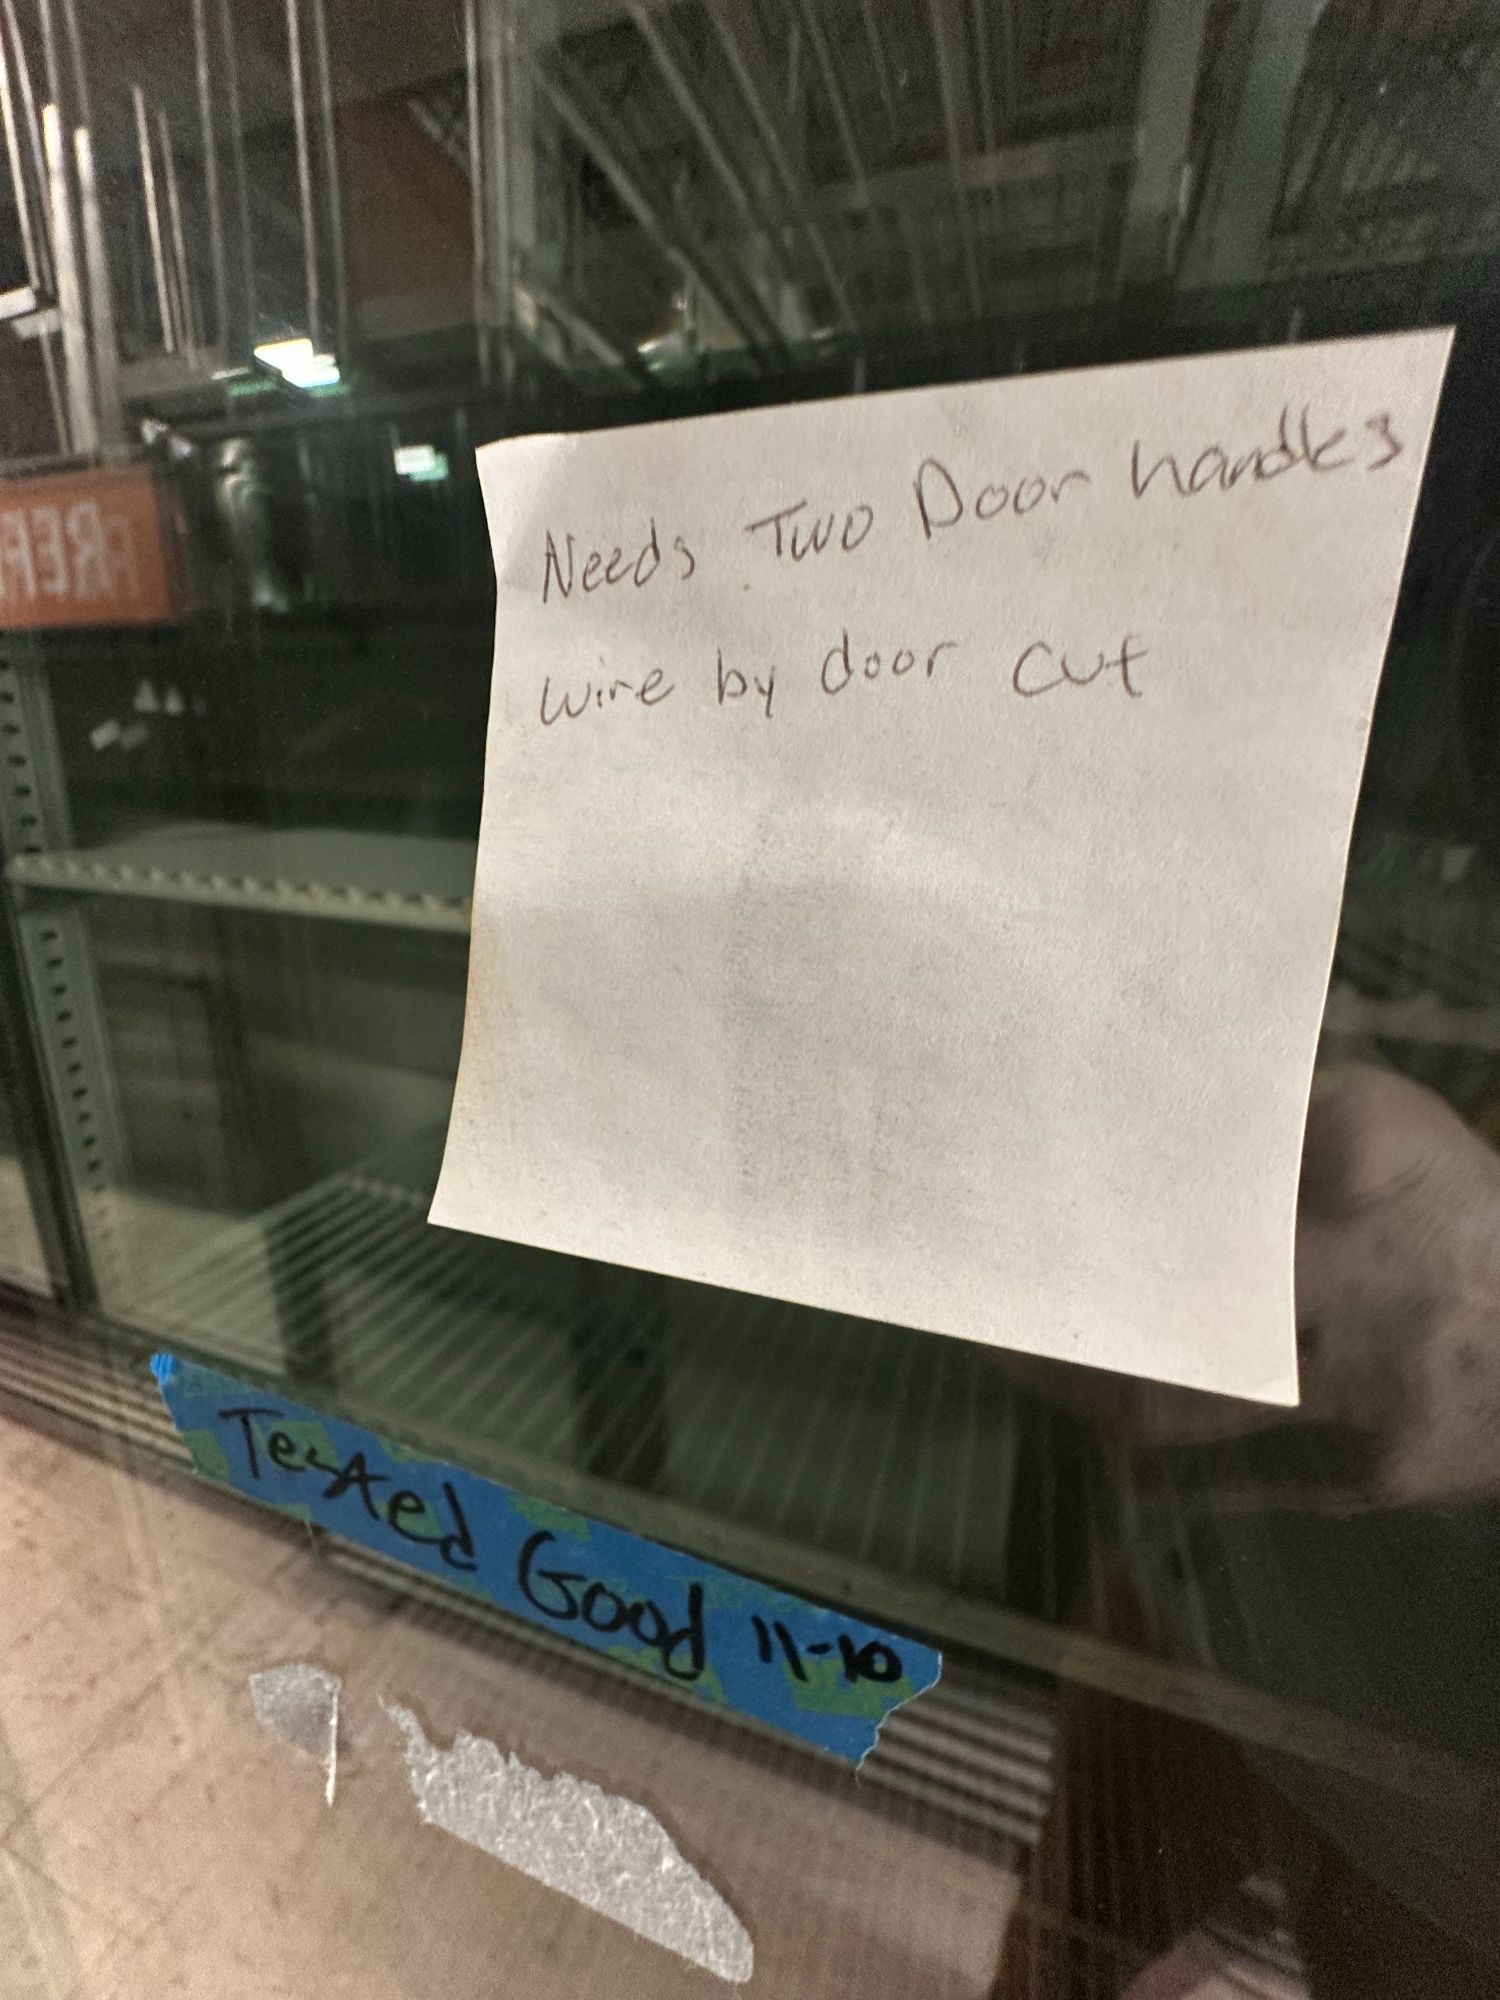 Needs Two Door handles
wire by door cut
Tested Good 11-10